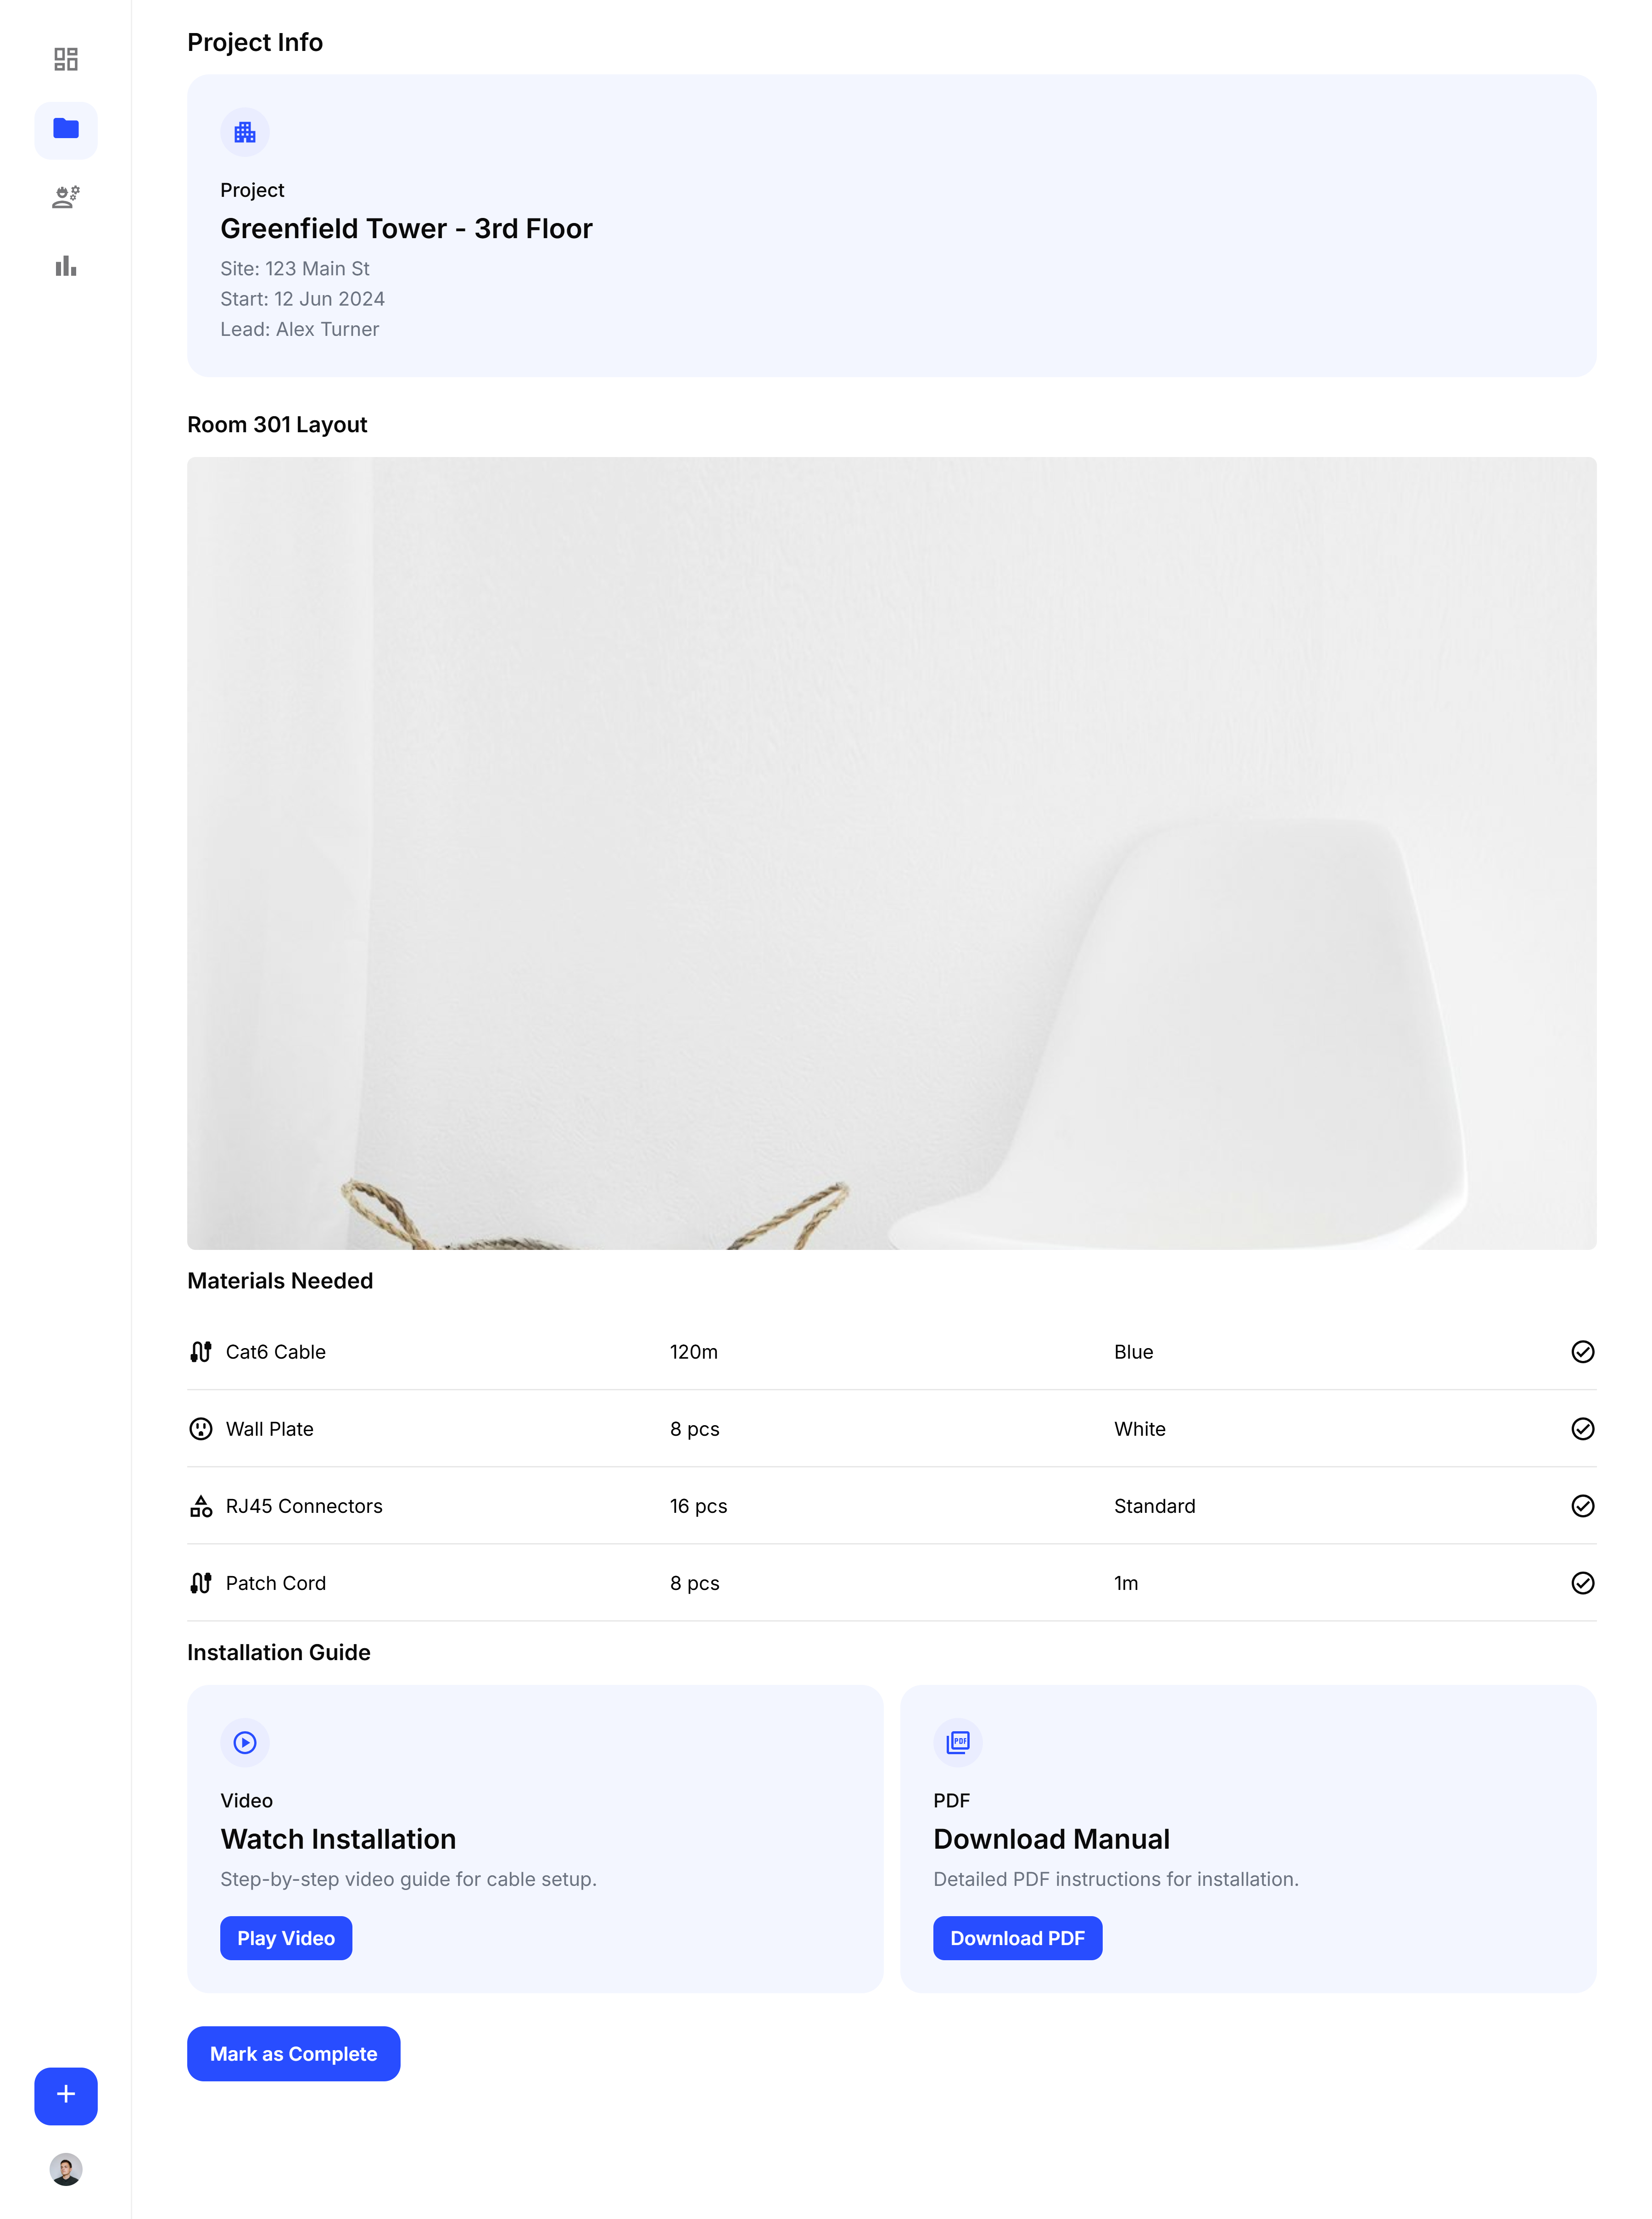 Project Info
Project
Greenfield Tower - 3rd Floor
Site: 123 Main St
Start: 12 Jun 2024
Lead: Alex Turner
Room 301 Layout
Materials Needed
Cat6 Cable 120m Blue
Wall Plate 8 pcs White
RJ45 Connectors 16 pcs Standard
Patch Cord 8 pcs 1m
Installation Guide
Video
Watch Installation
Step-by-step video guide for cable setup.
Play Video
PDF
PDF
Download Manual
Detailed PDF instructions for installation.
Download PDF
Mark as Complete